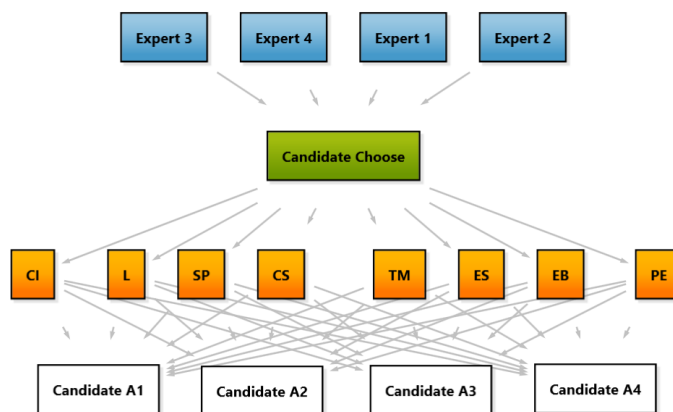 Expert 3
Expert 4
Expert 1
Expert 2
Candidate Choose
CI
L
SP
CS
TM
ES
EB
PE
Candidate A1
Candidate A2
Candidate A3
Candidate A4